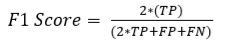 F1 Score = 2*(TP) / (2*TP+FP+FN)